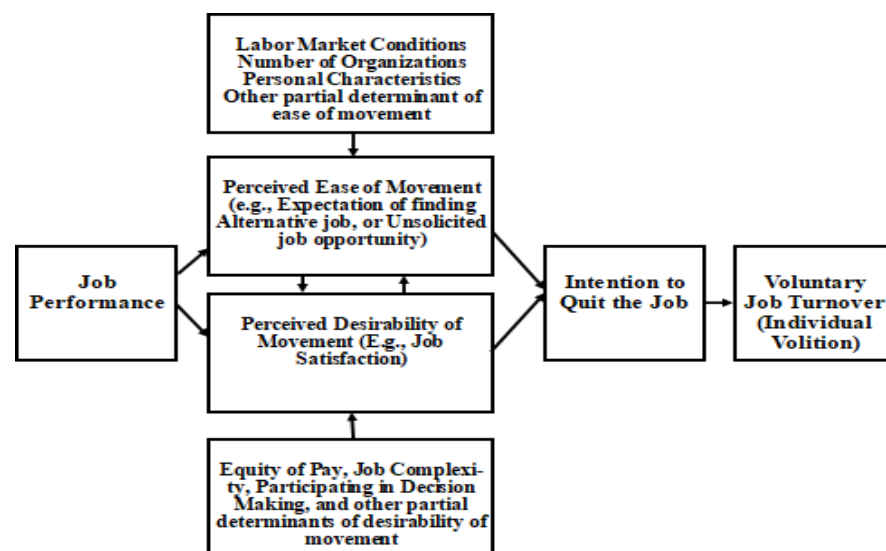 Labor Market Conditions
Number of Organizations
Personal Characteristics
Other partial determinant of
ease of movement
Perceived Ease of Movement
(e.g., Expectation of finding
Alternative job, or Unsolicited
job opportunity)
Job
Performance
Perceived Desirability of
Movement (E.g., Job
Satisfaction)
Intention to
Quit the Job
Voluntary
Job Turnover
(Individual
Volition)
Equity of Pay, Job Complexi-
ty, Participating in Decision
Making, and other partial
determinants of desirability of
movement